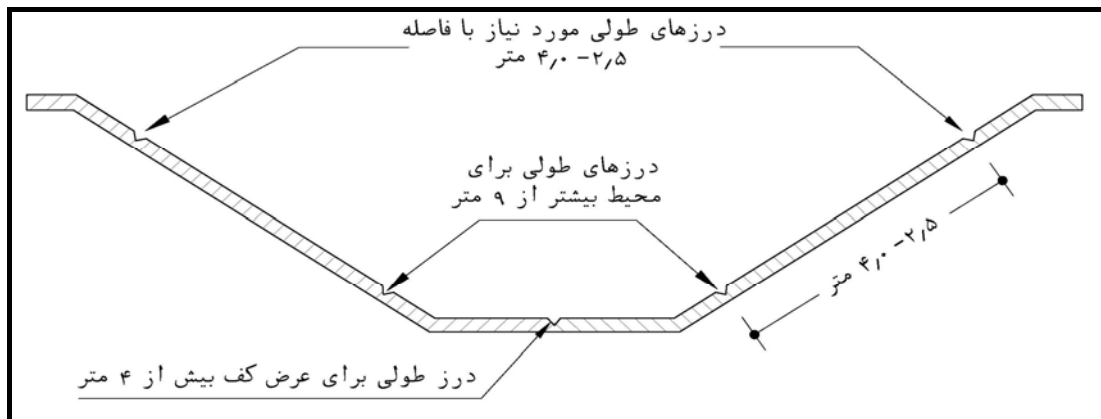 درزهای طولی مورد نیاز با فاصله
۲٫۵-۴٫۰ متر
درزهای طولی برای
محیط بیشتر از ۹ متر
۲٫۵-۴٫۰ متر
درز طولی برای عرض کف بیش از ۴ متر